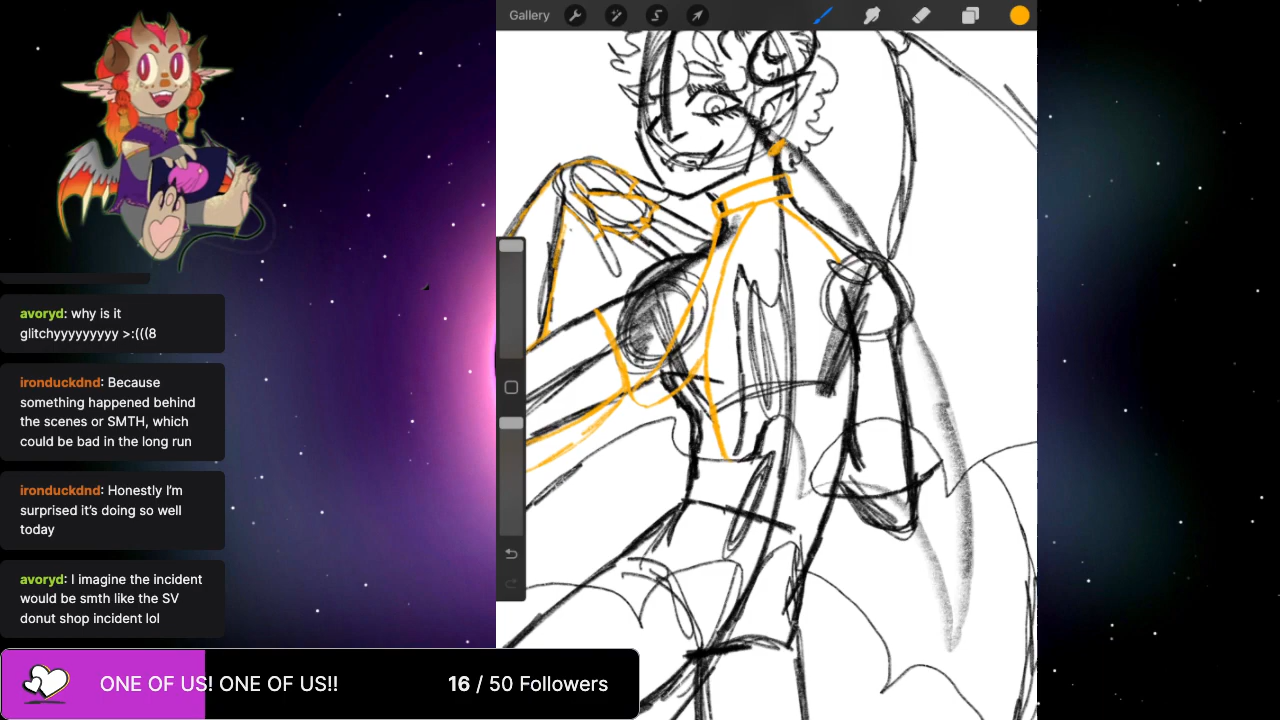 Gallery
avoryd: why is it
glitchyyyyyyyyy >:(((8
ironduckdnd: Because
something happened behind
the scenes or SMTH, which
could be bad in the long run
ironduckdnd: Honestly I'm
surprised it's doing so well
today
avoryd: I imagine the incident
would be smth like the SV
donut shop incident lol
ONE OF US! ONE OF US!!
16 / 50 Followers